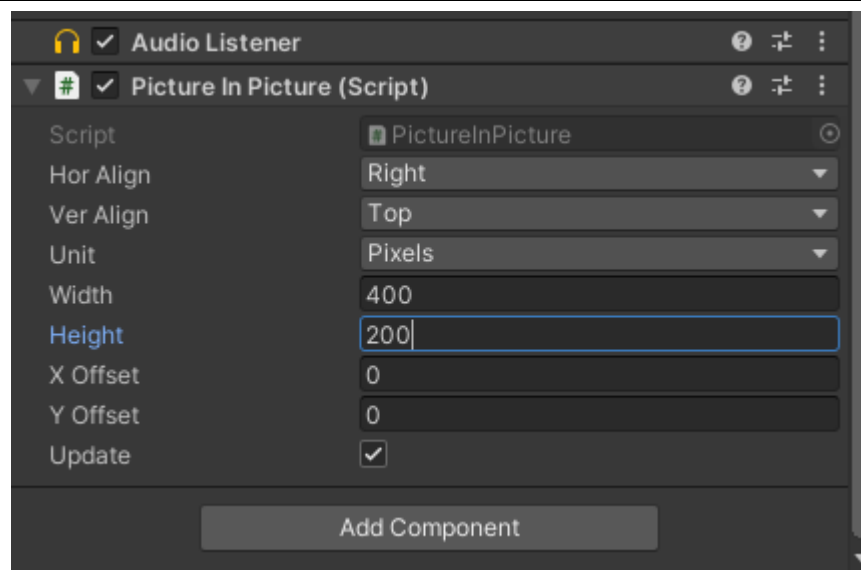 Audio Listener
# Picture In Picture (Script)
Script # PictureInPicture
Hor Align Right
Ver Align Top
Unit Pixels
Width 400
Height 200
X Offset 0
Y Offset 0
Update
Add Component